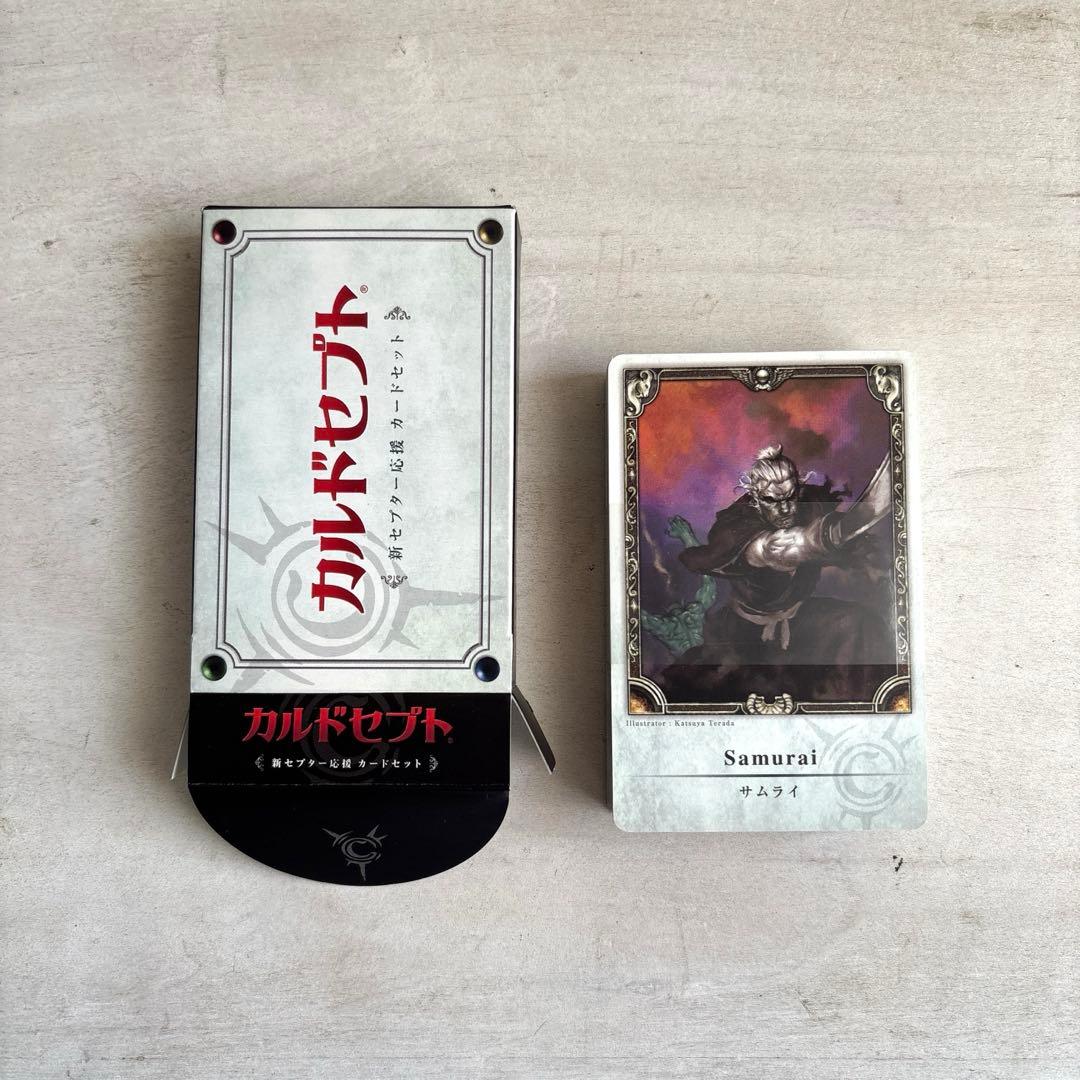 カルドセプト®
新セプター応援 カードセット
カルドセプト®
新セプター応援 カードセット
Illustrator : Katsuya Terada
Samurai
サムライ